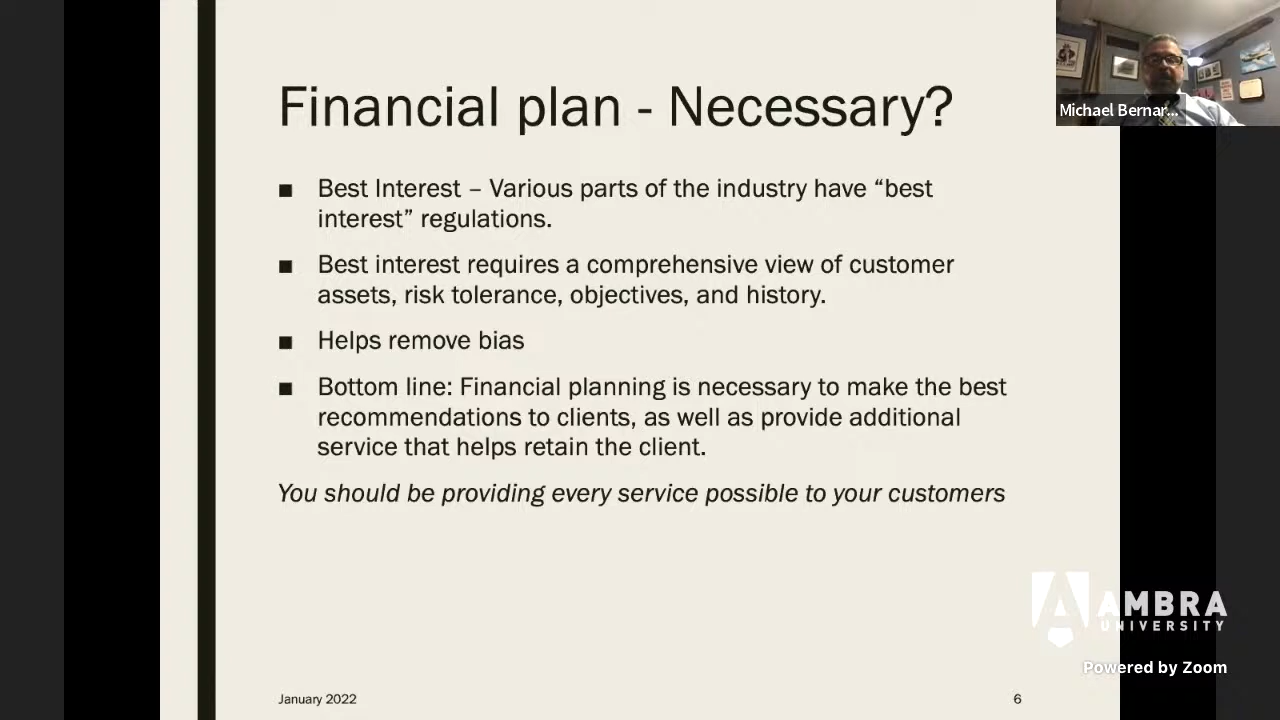 Financial plan - Necessary?
Michael Bernar...
■ Best Interest – Various parts of the industry have “best
interest” regulations.
■ Best interest requires a comprehensive view of customer
assets, risk tolerance, objectives, and history.
■ Helps remove bias
■ Bottom line: Financial planning is necessary to make the best
recommendations to clients, as well as provide additional
service that helps retain the client.
You should be providing every service possible to your customers
AMBRA
UNIVERSITY
Powered by Zoom
January 2022
6